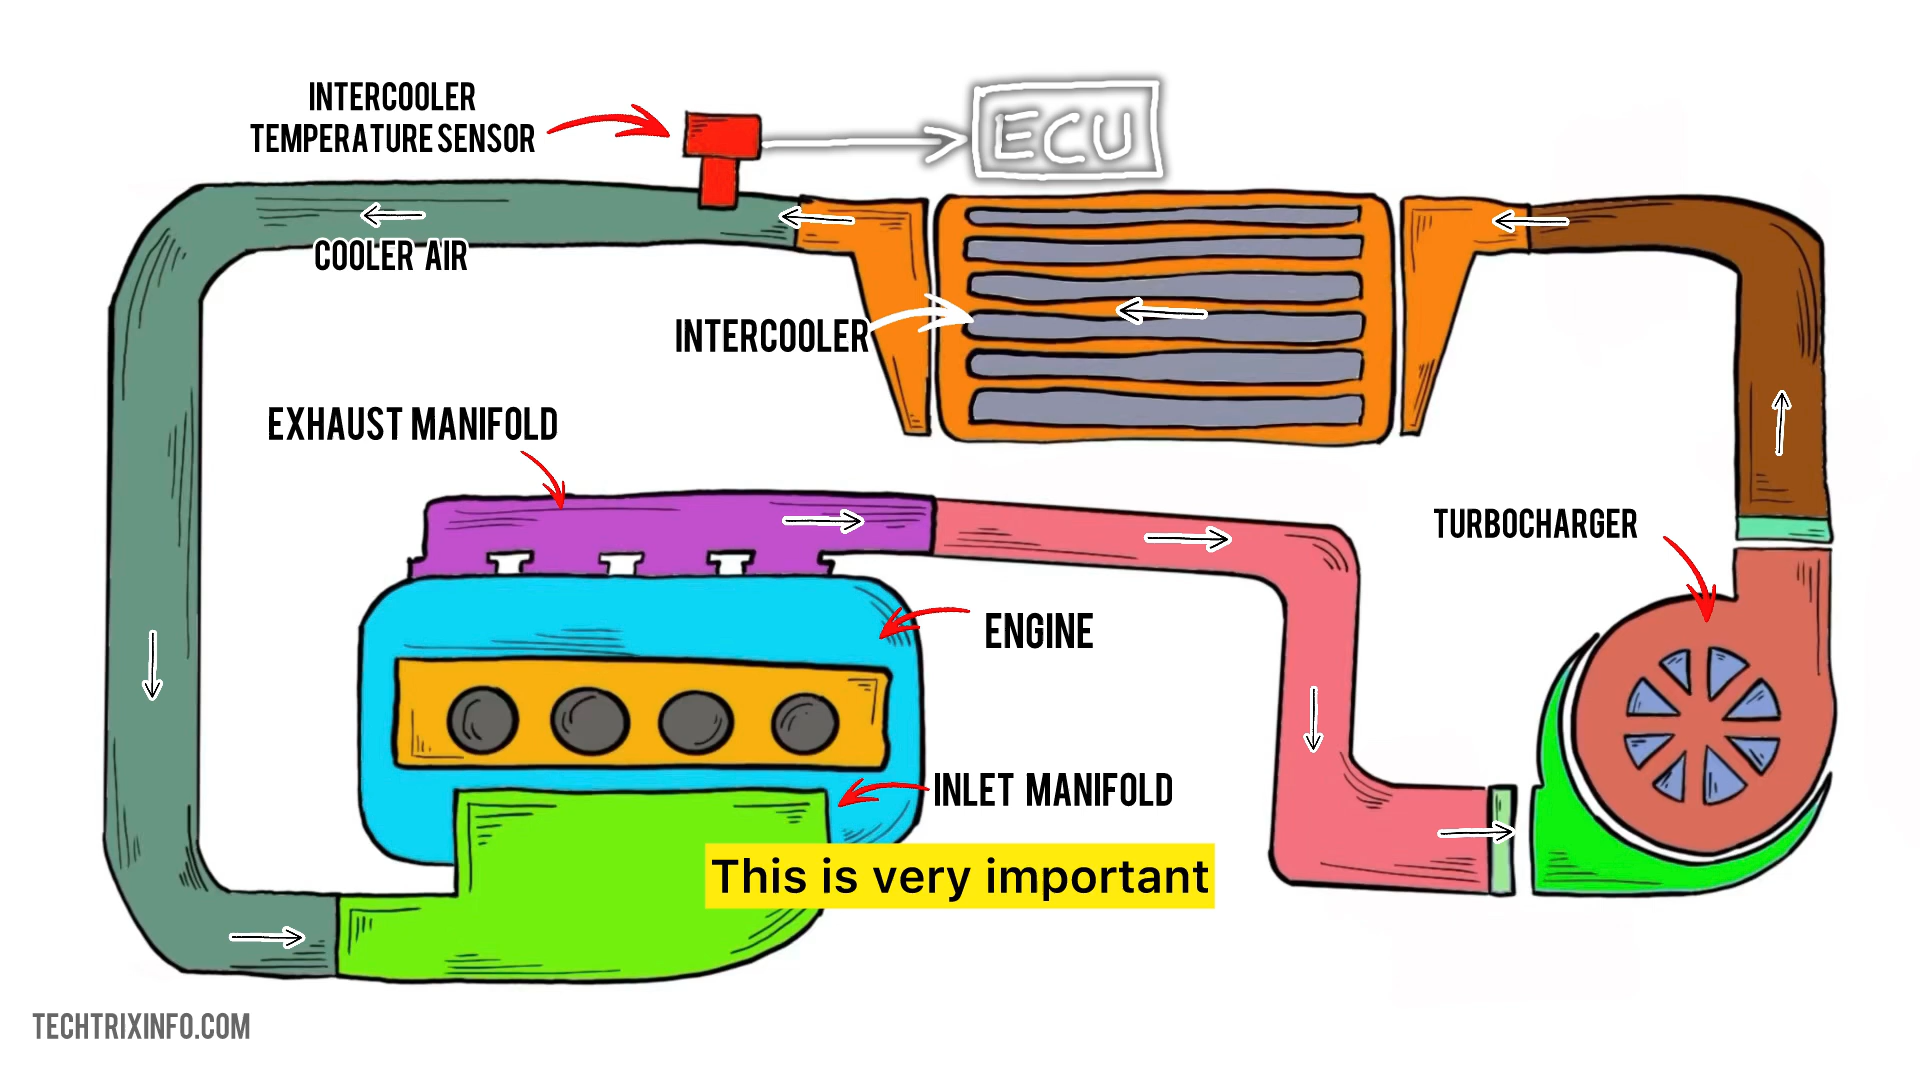 INTERCOOLER
TEMPERATURE SENSOR
ECU
COOLER AIR
INTERCOOLER
EXHAUST MANIFOLD
TURBOCHARGER
ENGINE
INLET MANIFOLD
This is very important
TECHTRIXINFO.COM